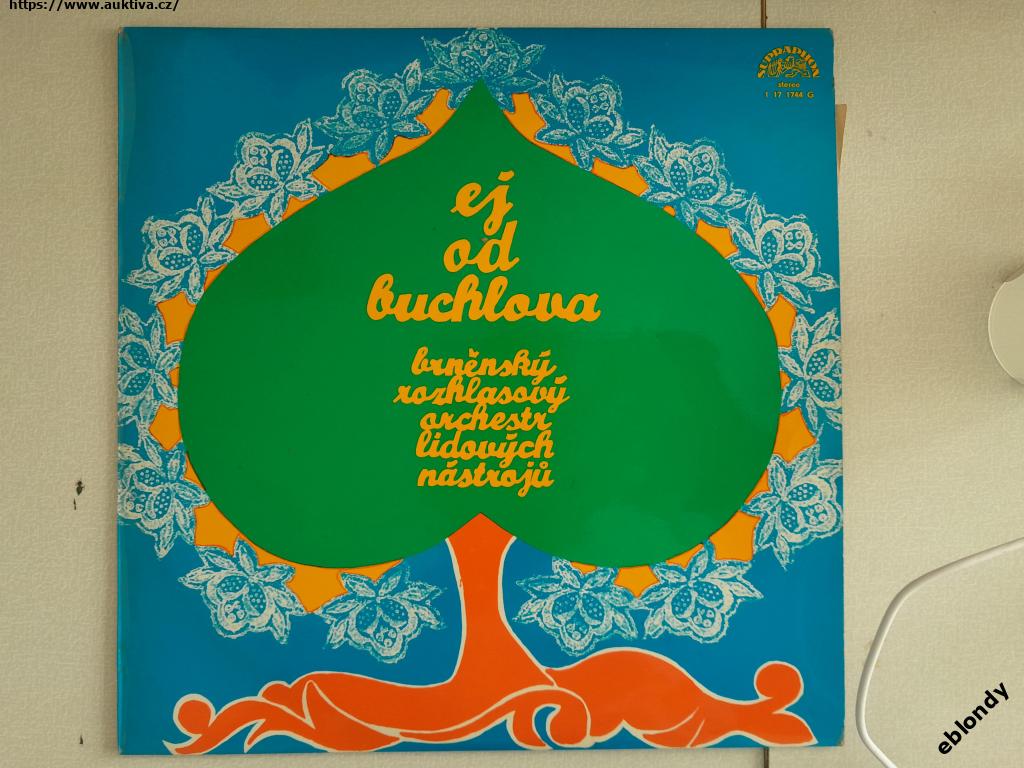 https://www.auktiva.cz/
SUPRAPHON
stereo
1 17 1744 G
ej
od
buchlova
brněnský
rozhlasový
orchestr
lidových
nástrojů
eblondy